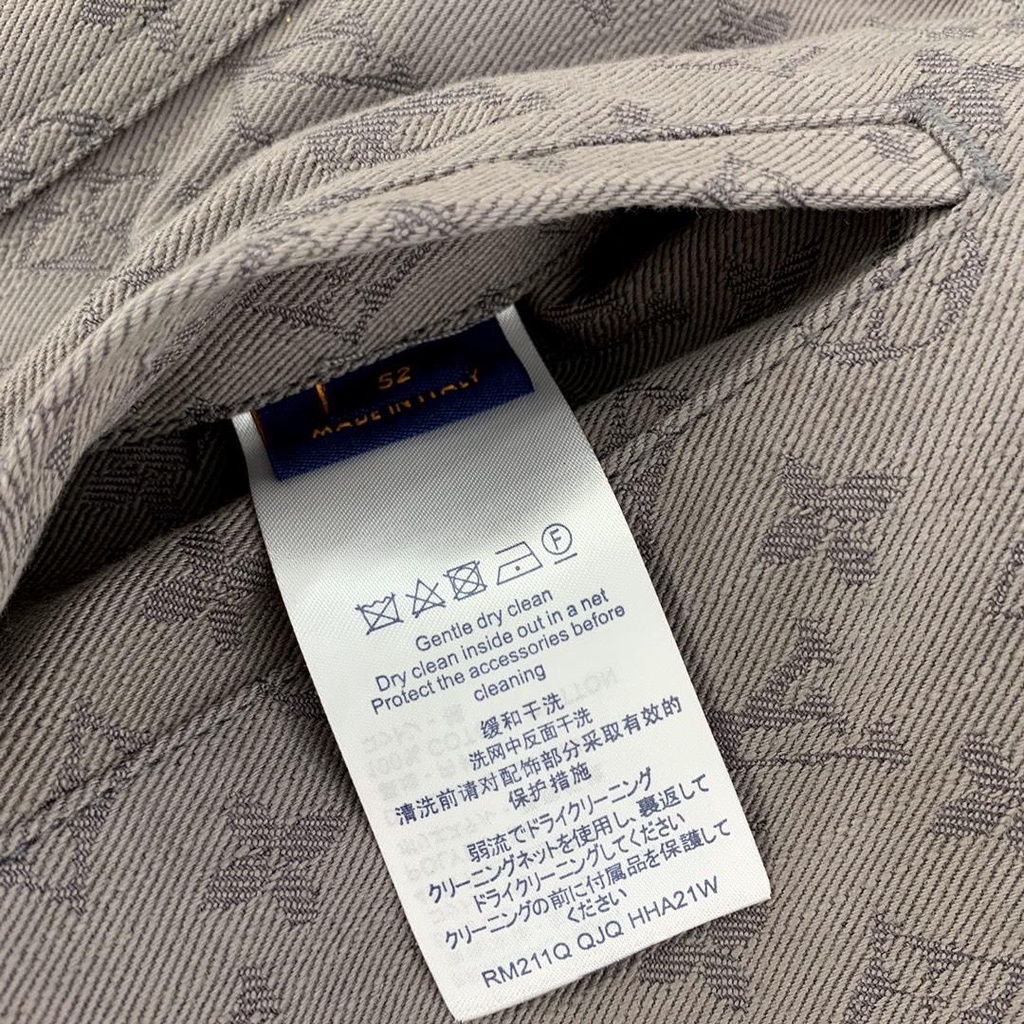 52
MADE IN ITALY
F
Gentle dry clean
Dry clean inside out in a net
Protect the accessories before
cleaning
缓和干洗
洗网中反面干洗
清洗前请对配饰部分采取有效的
保护措施
弱流でドライクリーニング
クリーニングネットを使用し、裏返して
ドライクリーニングしてください
クリーニングの前に付属品を保護して
ください
RM211Q QJQ HHA21W